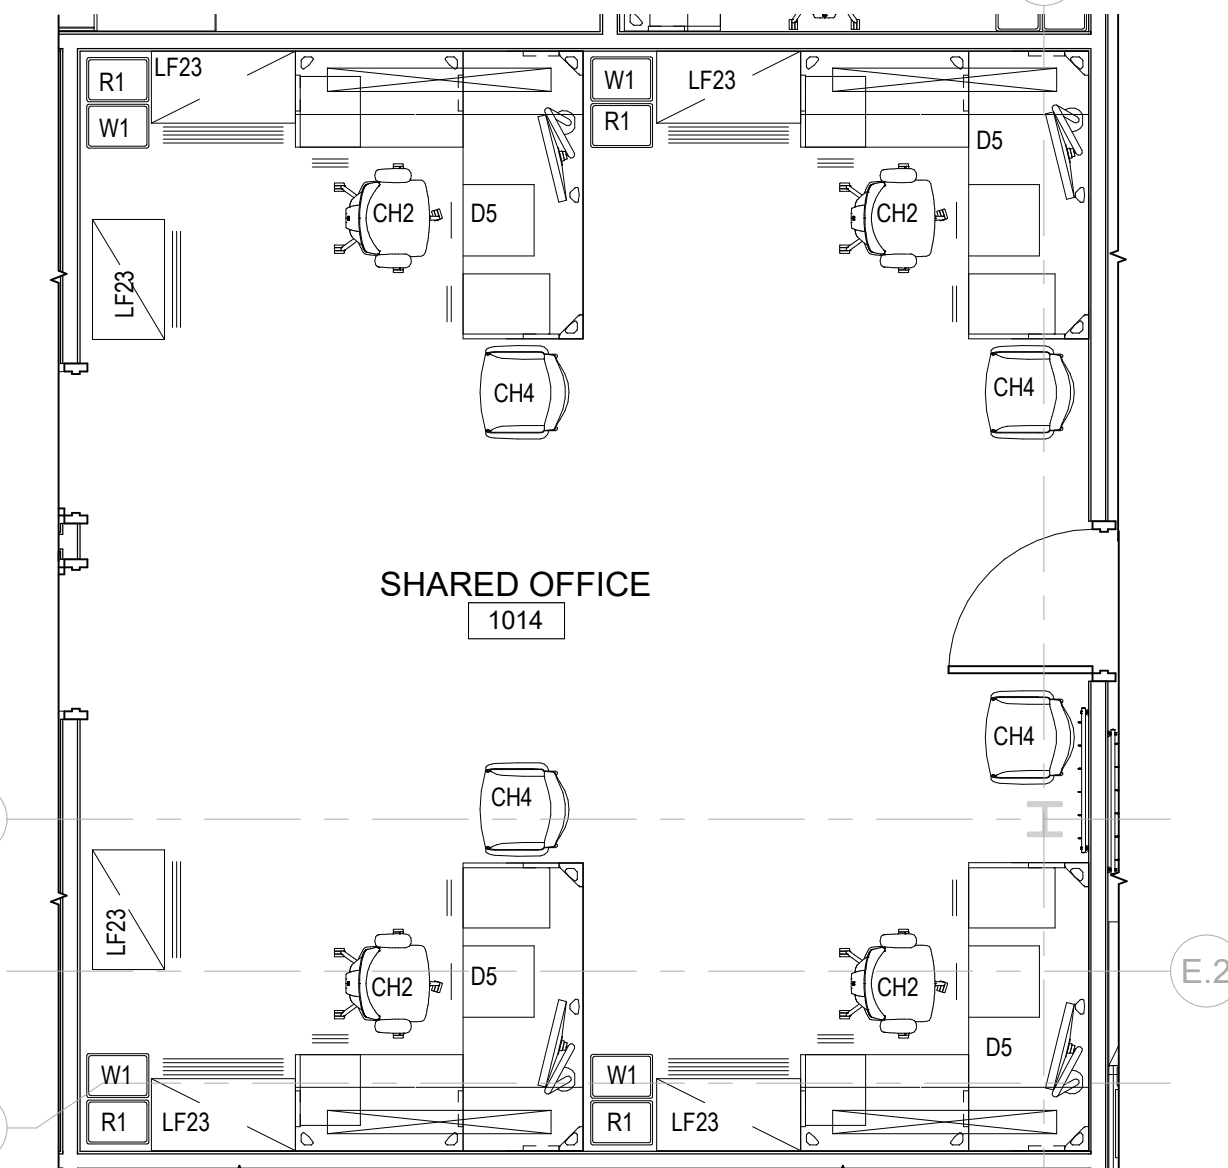 R1
LF23
W1
LF23
W1
R1
D5
CH2
D5
CH2
LF23
CH4
CH4
SHARED OFFICE
1014
CH4
CH4
LF23
E.2
CH2
D5
CH2
D5
W1
W1
R1
LF23
R1
LF23